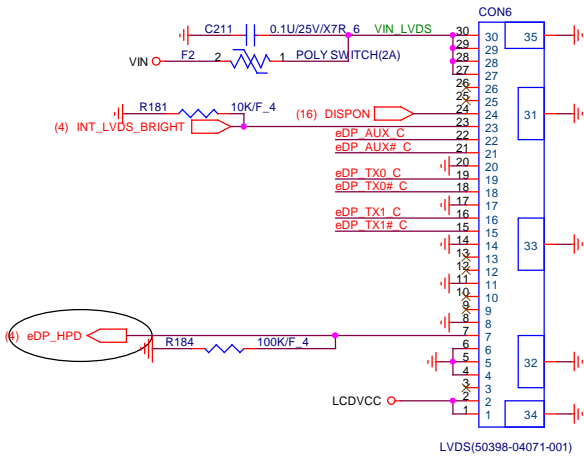 CON6
C211 0.1U/25V/X7R_6 VIN_LVDS 30 30 35
29 29
VIN F2 2 1 POLY SWITCH(2A) 28 28
27 27
26 26
25 25
R181 10K/F_4 (16) DISPON 24 24 31
(4) INT_LVDS_BRIGHT 23 23
eDP_AUX_C 22 22
eDP_AUX#_C 21 21
20 20
eDP_TX0_C 19 19
eDP_TX0#_C 18 18
17 17
eDP_TX1_C 16 16
eDP_TX1#_C 15 15
14 14 33
13 13
12 12
11 11
10 10
9 9
8 8
(4) eDP_HPD 7 7
R184 100K/F_4 6 6
5 5 32
4 4
3 3
LCDVCC 2 2
1 1 34
LVDS(50398-04071-001)